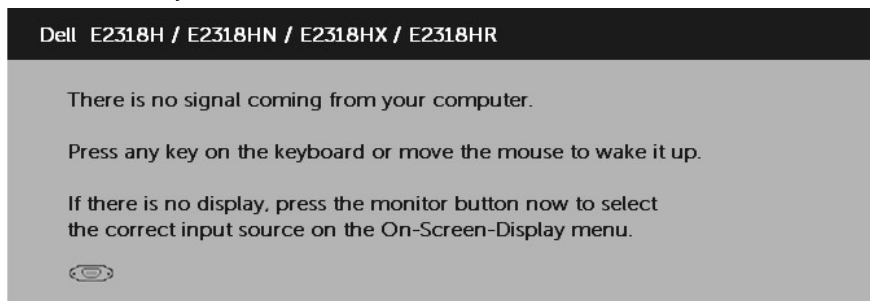 Dell E2318H / E2318HN / E2318HX / E2318HR
There is no signal coming from your computer.
Press any key on the keyboard or move the mouse to wake it up.
If there is no display, press the monitor button now to select
the correct input source on the On-Screen-Display menu.